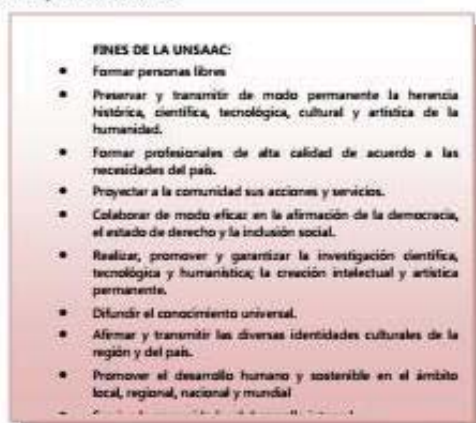 FINES DE LA UNSAAC:
• Formar personas libres
• Preservar y transmitir de modo permanente la herencia
histórica, científica, tecnológica, cultural y artística de la
humanidad.
• Formar profesionales de alta calidad de acuerdo a las
necesidades del país.
• Proyectar a la comunidad sus acciones y servicios.
• Colaborar de modo eficaz en la afirmación de la democracia,
el estado de derecho y la inclusión social.
• Realizar, promover y garantizar la investigación científica,
tecnológica y humanística; la creación intelectual y artística
permanente.
• Difundir el conocimiento universal.
• Afirmar y transmitir las diversas identidades culturales de la
región y del país.
• Promover el desarrollo humano y sostenible en el ámbito
local, regional, nacional y mundial